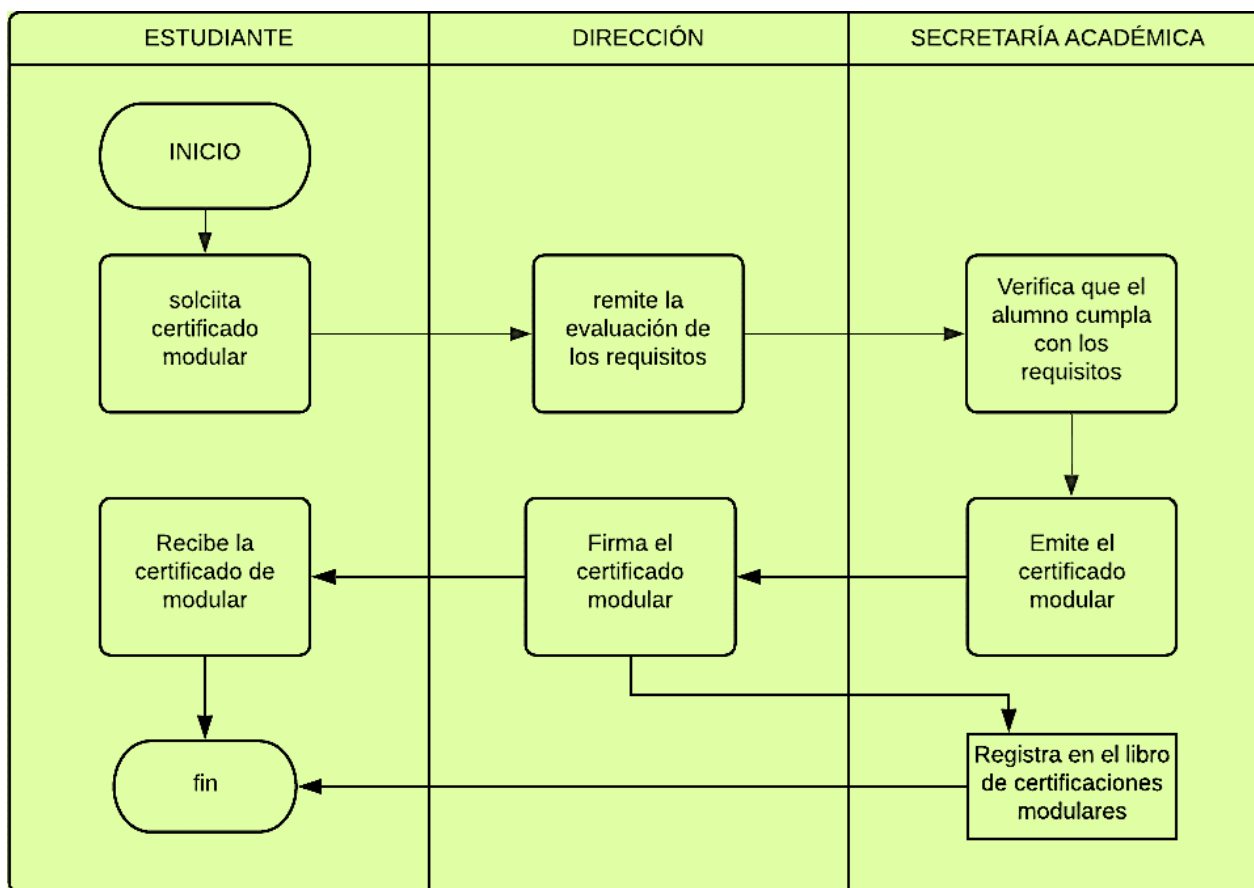 ESTUDIANTE
DIRECCIÓN
SECRETARÍA ACADÉMICA
INICIO
solciita
certificado
modular
remite la
evaluación de
los requisitos
Verifica que el
alumno cumpla
con los
requisitos
Recibe la
certificado de
modular
Firma el
certificado
modular
Emite el
certificado
modular
fin
Registra en el libro
de certificaciones
modulares